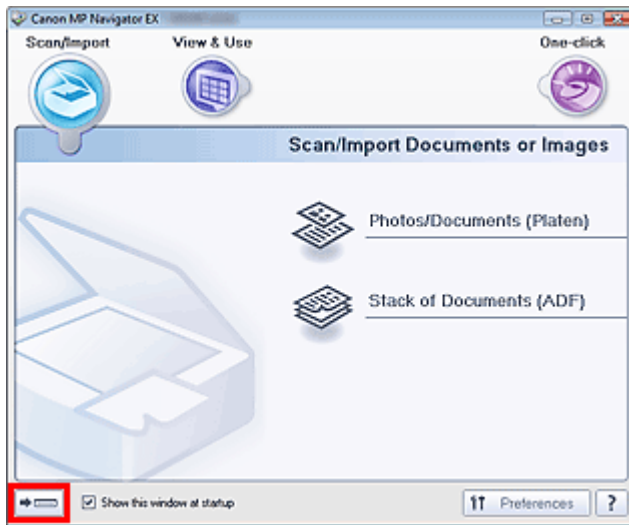 Canon MP Navigator EX
Scan/Import View & Use One-click
Scan/Import Documents or Images
Photos/Documents (Platen)
Stack of Documents (ADF)
Show this window at startup Preferences ?